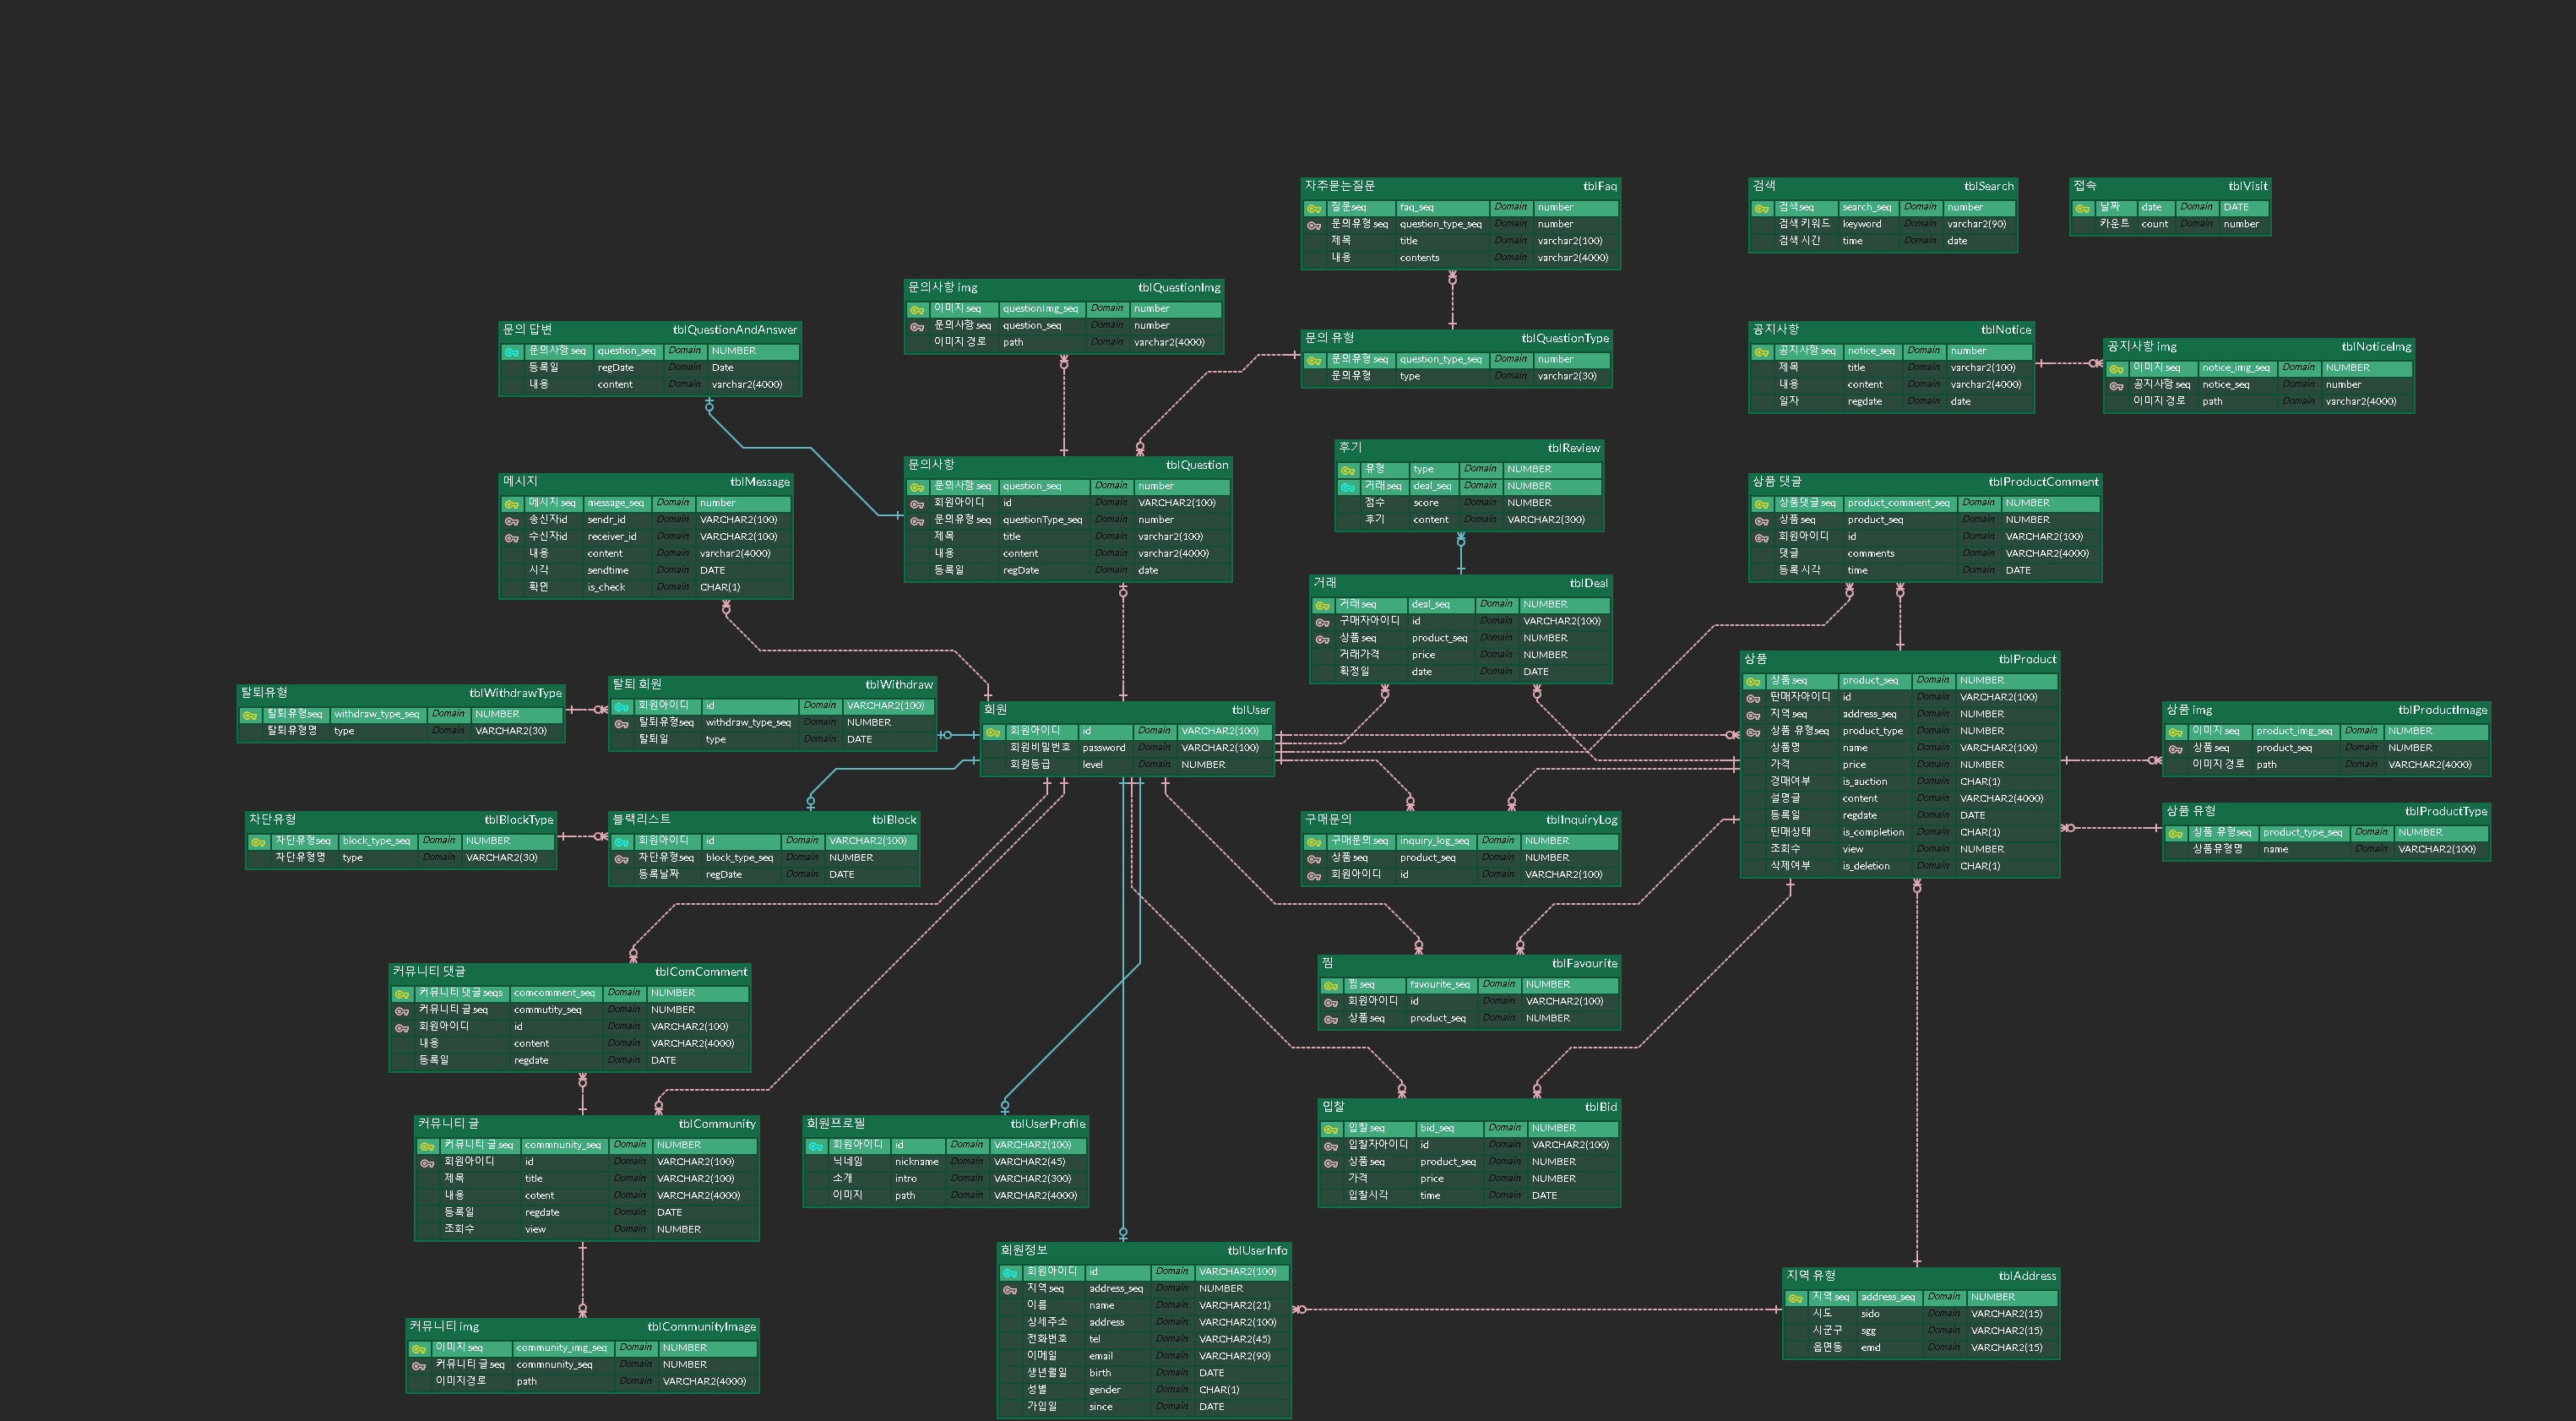 자주묻는질문 tblFaq
질문seq faq_seq Domain number
문의유형seq question_type_seq Domain number
제목 title Domain varchar2(100)
내용 contents Domain varchar2(4000)
검색 tblSearch
검색seq search_seq Domain number
검색 키워드 keyword Domain varchar2(90)
검색 시간 time Domain date
접속 tblVisit
날짜 date Domain DATE
카운트 count Domain number
문의사항 img tblQuestionImg
이미지 seq questionImg_seq Domain number
문의사항 seq question_seq Domain number
이미지 경로 path Domain varchar2(4000)
문의 답변 tblQuestionAndAnswer
문의사항 seq question_seq Domain NUMBER
등록일 regDate Domain Date
내용 content Domain varchar2(4000)
문의 유형 tblQuestionType
문의유형 seq question_type_seq Domain number
문의유형 type Domain varchar2(30)
공지사항 tblNotice
공지사항 seq notice_seq Domain number
제목 title Domain varchar2(100)
내용 content Domain varchar2(4000)
일자 regdate Domain date
공지사항 img tblNoticeImg
이미지 seq notice_img_seq Domain NUMBER
공지사항 seq notice_seq Domain number
이미지 경로 path Domain varchar2(4000)
메시지 tblMessage
메시지 seq message_seq Domain number
송신자id sendr_id Domain VARCHAR2(100)
수신자id receiver_id Domain VARCHAR2(100)
내용 content Domain varchar2(4000)
시각 sendtime Domain DATE
확인 is_check Domain CHAR(1)
문의사항 tblQuestion
문의사항 seq question_seq Domain number
회원아이디 id Domain VARCHAR2(100)
문의유형 seq questionType_seq Domain number
제목 title Domain varchar2(100)
내용 content Domain varchar2(4000)
등록일 regDate Domain date
후기 tblReview
유형 type Domain NUMBER
거래 seq deal_seq Domain NUMBER
점수 score Domain NUMBER
후기 content Domain VARCHAR2(300)
상품 댓글 tblProductComment
상품댓글 seq product_comment_seq Domain NUMBER
상품 seq product_seq Domain NUMBER
회원아이디 id Domain VARCHAR2(100)
댓글 comments Domain VARCHAR2(4000)
등록 시각 time Domain DATE
거래 tblDeal
거래 seq deal_seq Domain NUMBER
구매자아이디 id Domain VARCHAR2(100)
상품 seq product_seq Domain NUMBER
거래가격 price Domain NUMBER
확정일 date Domain DATE
탈퇴유형 tblWithdrawType
탈퇴유형seq withdraw_type_seq Domain NUMBER
탈퇴유형명 type Domain VARCHAR2(30)
탈퇴 회원 tblWithdraw
회원아이디 id Domain VARCHAR2(100)
탈퇴유형seq withdraw_type_seq Domain NUMBER
탈퇴일 type Domain DATE
회원 tblUser
회원아이디 id Domain VARCHAR2(100)
회원비밀번호 password Domain VARCHAR2(100)
회원등급 level Domain NUMBER
상품 tblProduct
상품 seq product_seq Domain NUMBER
판매자아이디 id Domain VARCHAR2(100)
지역 seq address_seq Domain NUMBER
상품 유형seq product_type Domain NUMBER
상품명 name Domain VARCHAR2(100)
가격 price Domain NUMBER
경매여부 is_auction Domain CHAR(1)
설명글 content Domain VARCHAR2(4000)
등록일 regdate Domain DATE
판매상태 is_completion Domain CHAR(1)
조회수 view Domain NUMBER
삭제여부 is_deletion Domain CHAR(1)
상품 img tblProductImage
이미지 seq product_img_seq Domain NUMBER
상품 seq product_seq Domain NUMBER
이미지 경로 path Domain VARCHAR2(4000)
상품 유형 tblProductType
상품 유형seq product_type_seq Domain NUMBER
상품유형명 name Domain VARCHAR2(100)
차단유형 tblBlockType
차단유형seq block_type_seq Domain NUMBER
차단유형명 type Domain VARCHAR2(30)
블랙리스트 tblBlock
회원아이디 id Domain VARCHAR2(100)
차단유형seq block_type_seq Domain NUMBER
등록날짜 regDate Domain DATE
구매문의 tblInquiryLog
구매문의 seq inquiry_log_seq Domain NUMBER
상품 seq product_seq Domain NUMBER
회원아이디 id Domain VARCHAR2(100)
찜 tblFavourite
찜 seq favourite_seq Domain NUMBER
회원아이디 id Domain VARCHAR2(100)
상품 seq product_seq Domain NUMBER
커뮤니티 댓글 tblComComment
커뮤니티 댓글 seqs comcomment_seq Domain NUMBER
커뮤니티 글 seq commutity_seq Domain NUMBER
회원아이디 id Domain VARCHAR2(100)
내용 content Domain VARCHAR2(4000)
등록일 regdate Domain DATE
커뮤니티 글 tblCommunity
커뮤니티 글 seq commnunity_seq Domain NUMBER
회원아이디 id Domain VARCHAR2(100)
제목 title Domain VARCHAR2(100)
내용 cotent Domain VARCHAR2(4000)
등록일 regdate Domain DATE
조회수 view Domain NUMBER
회원프로필 tblUserProfile
회원아이디 id Domain VARCHAR2(100)
닉네임 nickname Domain VARCHAR2(45)
소개 intro Domain VARCHAR2(300)
이미지 path Domain VARCHAR2(4000)
입찰 tblBid
입찰 seq bid_seq Domain NUMBER
입찰자아이디 id Domain VARCHAR2(100)
상품 seq product_seq Domain NUMBER
가격 price Domain NUMBER
입찰시각 time Domain DATE
회원정보 tblUserInfo
회원아이디 id Domain VARCHAR2(100)
지역 seq address_seq Domain NUMBER
이름 name Domain VARCHAR2(21)
상세주소 address Domain VARCHAR2(100)
전화번호 tel Domain VARCHAR2(45)
이메일 email Domain VARCHAR2(90)
생년월일 birth Domain DATE
성별 gender Domain CHAR(1)
가입일 since Domain DATE
지역 유형 tblAddress
지역 seq address_seq Domain NUMBER
시도 sido Domain VARCHAR2(15)
시군구 sgg Domain VARCHAR2(15)
읍면동 emd Domain VARCHAR2(15)
커뮤니티 img tblCommunityImage
이미지 seq community_img_seq Domain NUMBER
커뮤니티 글 seq commnunity_seq Domain NUMBER
이미지경로 path Domain VARCHAR2(4000)